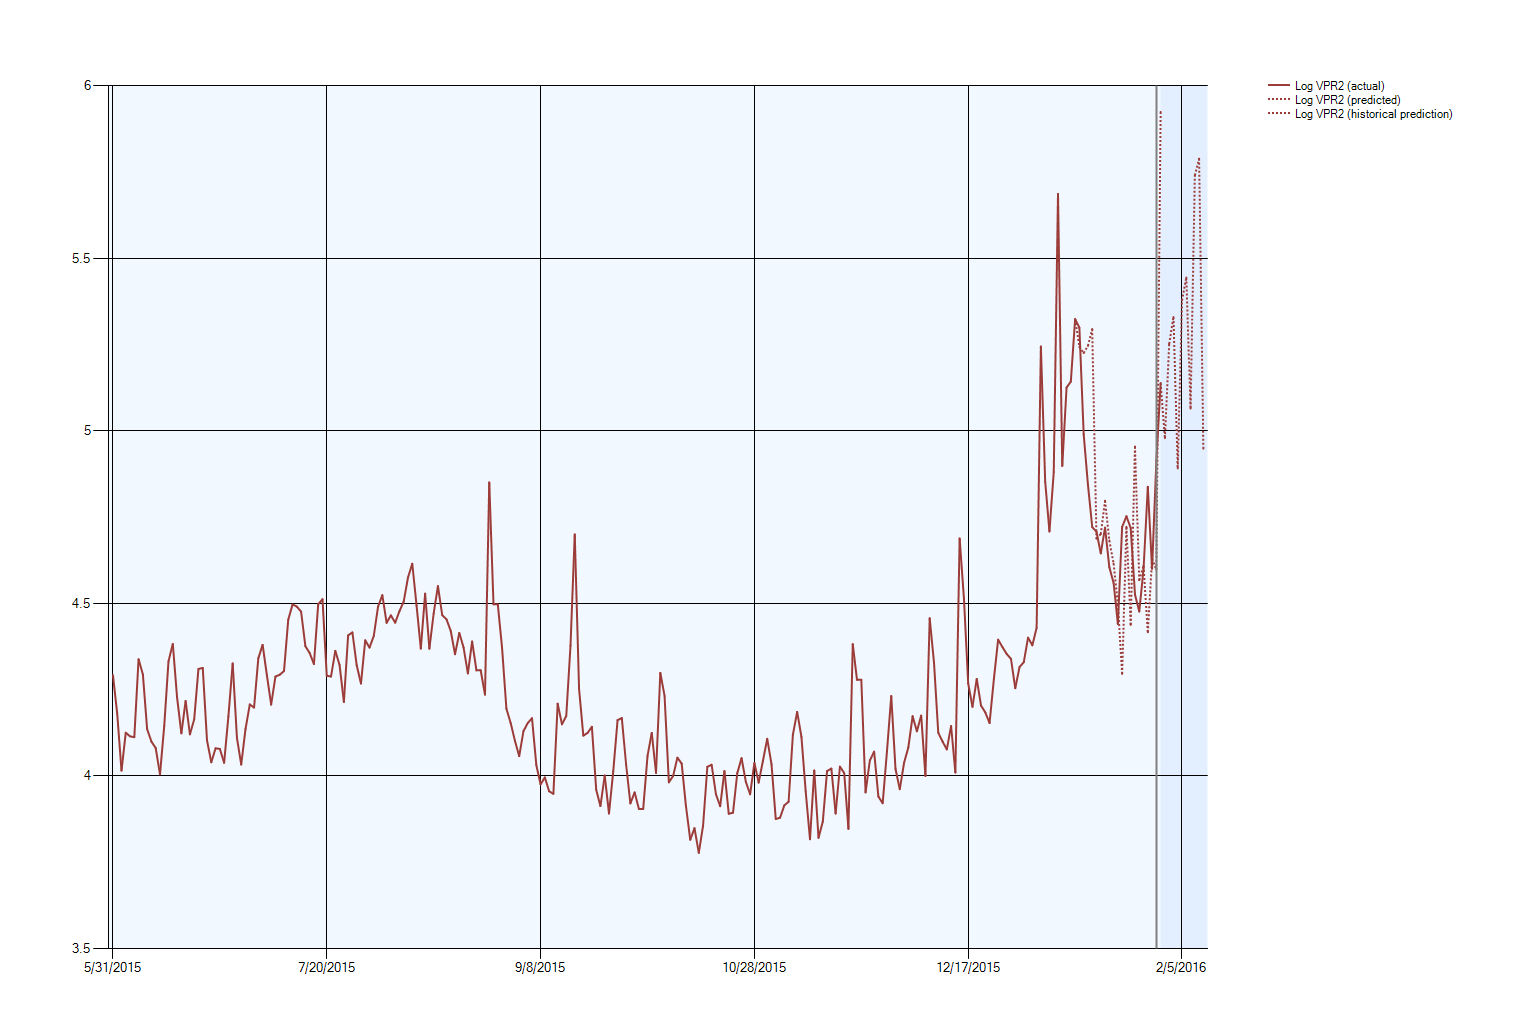 6
Log VPR2 (actual)
Log VPR2 (predicted)
Log VPR2 (historical prediction)
5.5
5
4.5
4
3.5
5/31/2015 7/20/2015 9/8/2015 10/28/2015 12/17/2015 2/5/2016